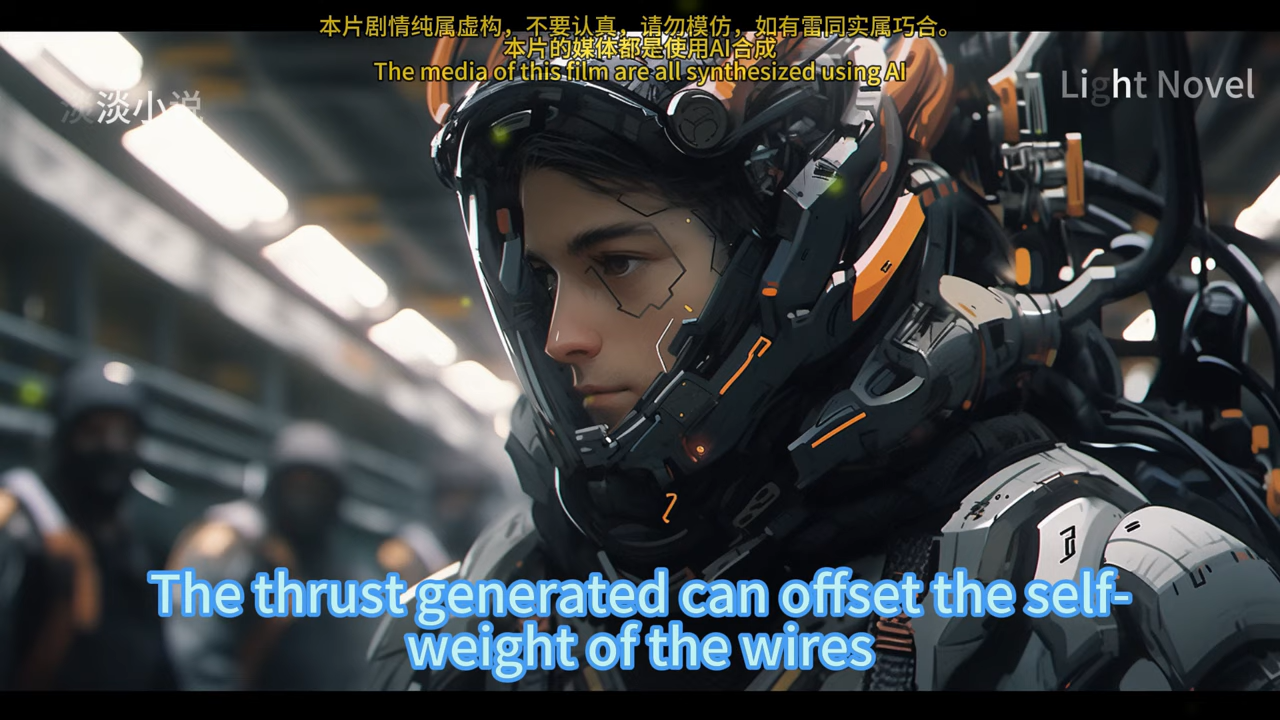 本片剧情纯属虚构，不要认真，请勿模仿，如有雷同实属巧合。
本片的媒体都是使用AI合成
The media of this film are all synthesized using AI
Light Novel
淡淡小说
The thrust generated can offset the self-
weight of the wires